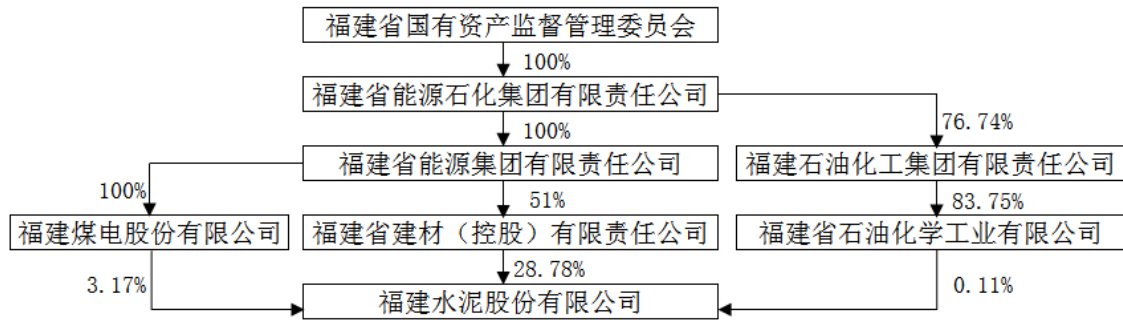 福建省国有资产监督管理委员会
100%
福建省能源石化集团有限责任公司
100%
76.74%
福建省能源集团有限责任公司
福建石油化工集团有限责任公司
100%
51%
83.75%
福建煤电股份有限公司
福建省建材（控股）有限责任公司
福建省石油化学工业有限公司
3.17%
28.78%
0.11%
福建水泥股份有限公司